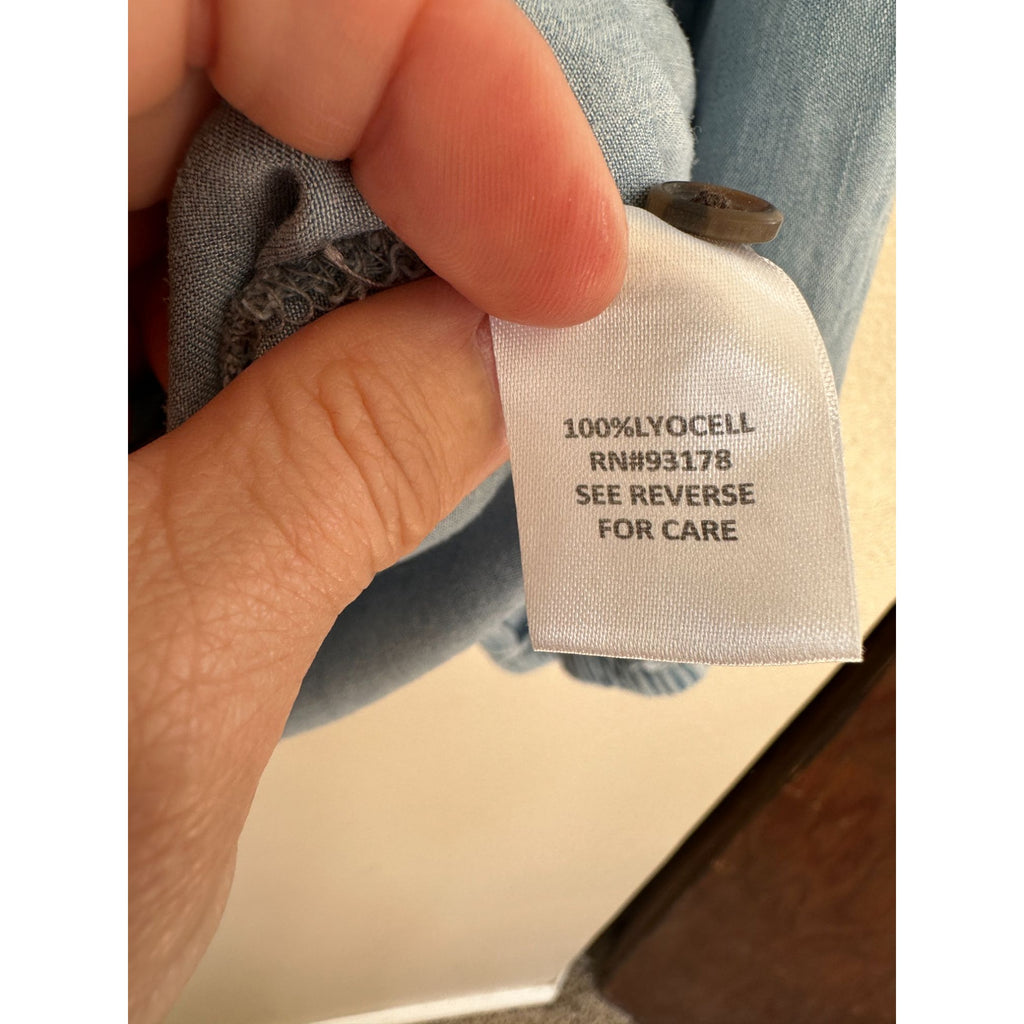 100%LYOCELL
RN#93178
SEE REVERSE
FOR CARE